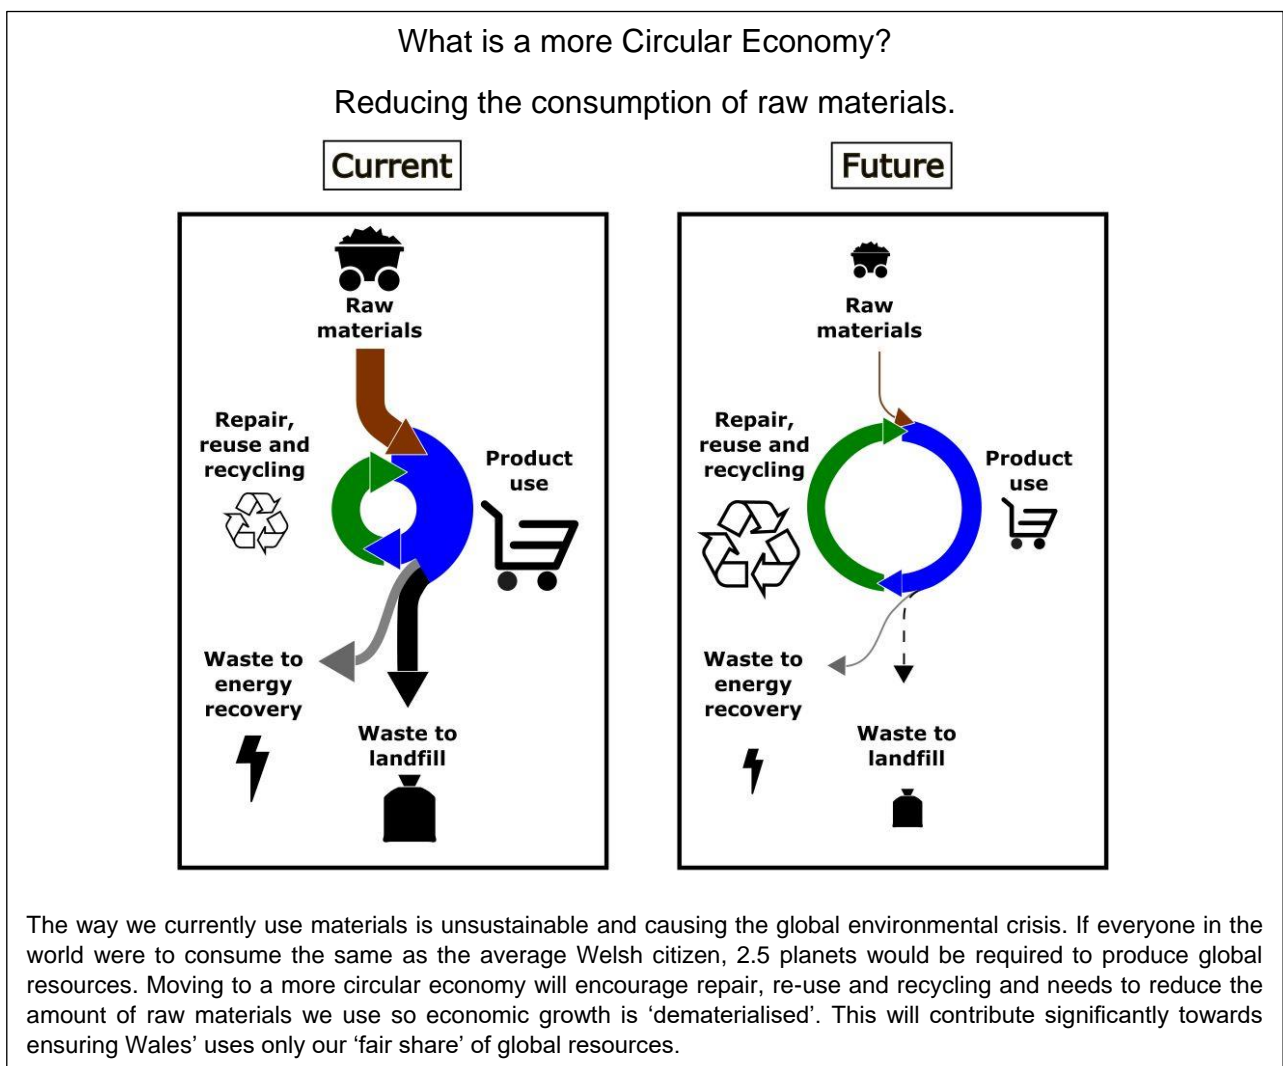 What is a more Circular Economy?
Reducing the consumption of raw materials.
Current
Future
Raw
materials
Repair,
reuse and
recycling
Product
use
Waste to
energy
recovery
Waste to
landfill
Raw
materials
Repair,
reuse and
recycling
Product
use
Waste to
energy
recovery
Waste to
landfill
The way we currently use materials is unsustainable and causing the global environmental crisis. If everyone in the
world were to consume the same as the average Welsh citizen, 2.5 planets would be required to produce global
resources. Moving to a more circular economy will encourage repair, re-use and recycling and needs to reduce the
amount of raw materials we use so economic growth is ‘dematerialised’. This will contribute significantly towards
ensuring Wales’ uses only our ‘fair share’ of global resources.